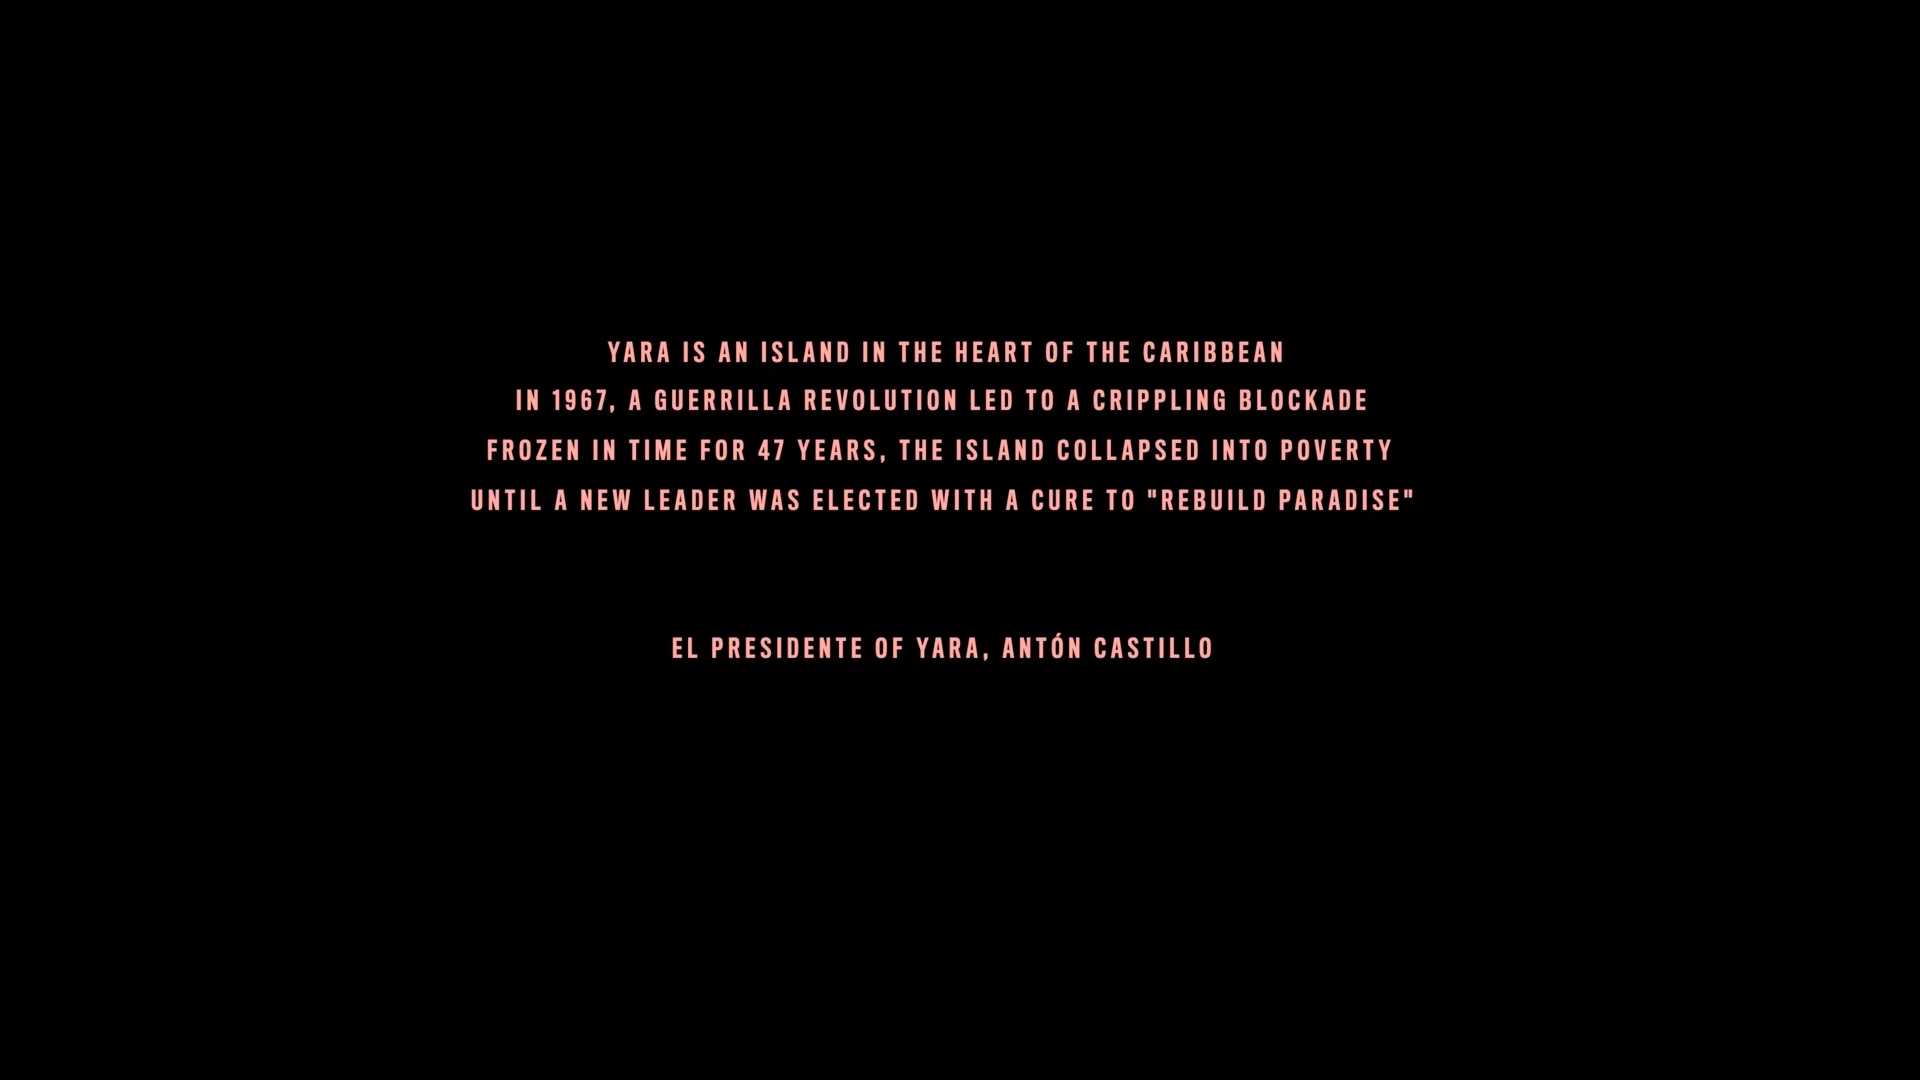 YARA IS AN ISLAND IN THE HEART OF THE CARIBBEAN
IN 1967, A GUERRILLA REVOLUTION LED TO A CRIPPLING BLOCKADE
FROZEN IN TIME FOR 47 YEARS, THE ISLAND COLLAPSED INTO POVERTY
UNTIL A NEW LEADER WAS ELECTED WITH A CURE TO "REBUILD PARADISE"
EL PRESIDENTE OF YARA, ANTÓN CASTILLO